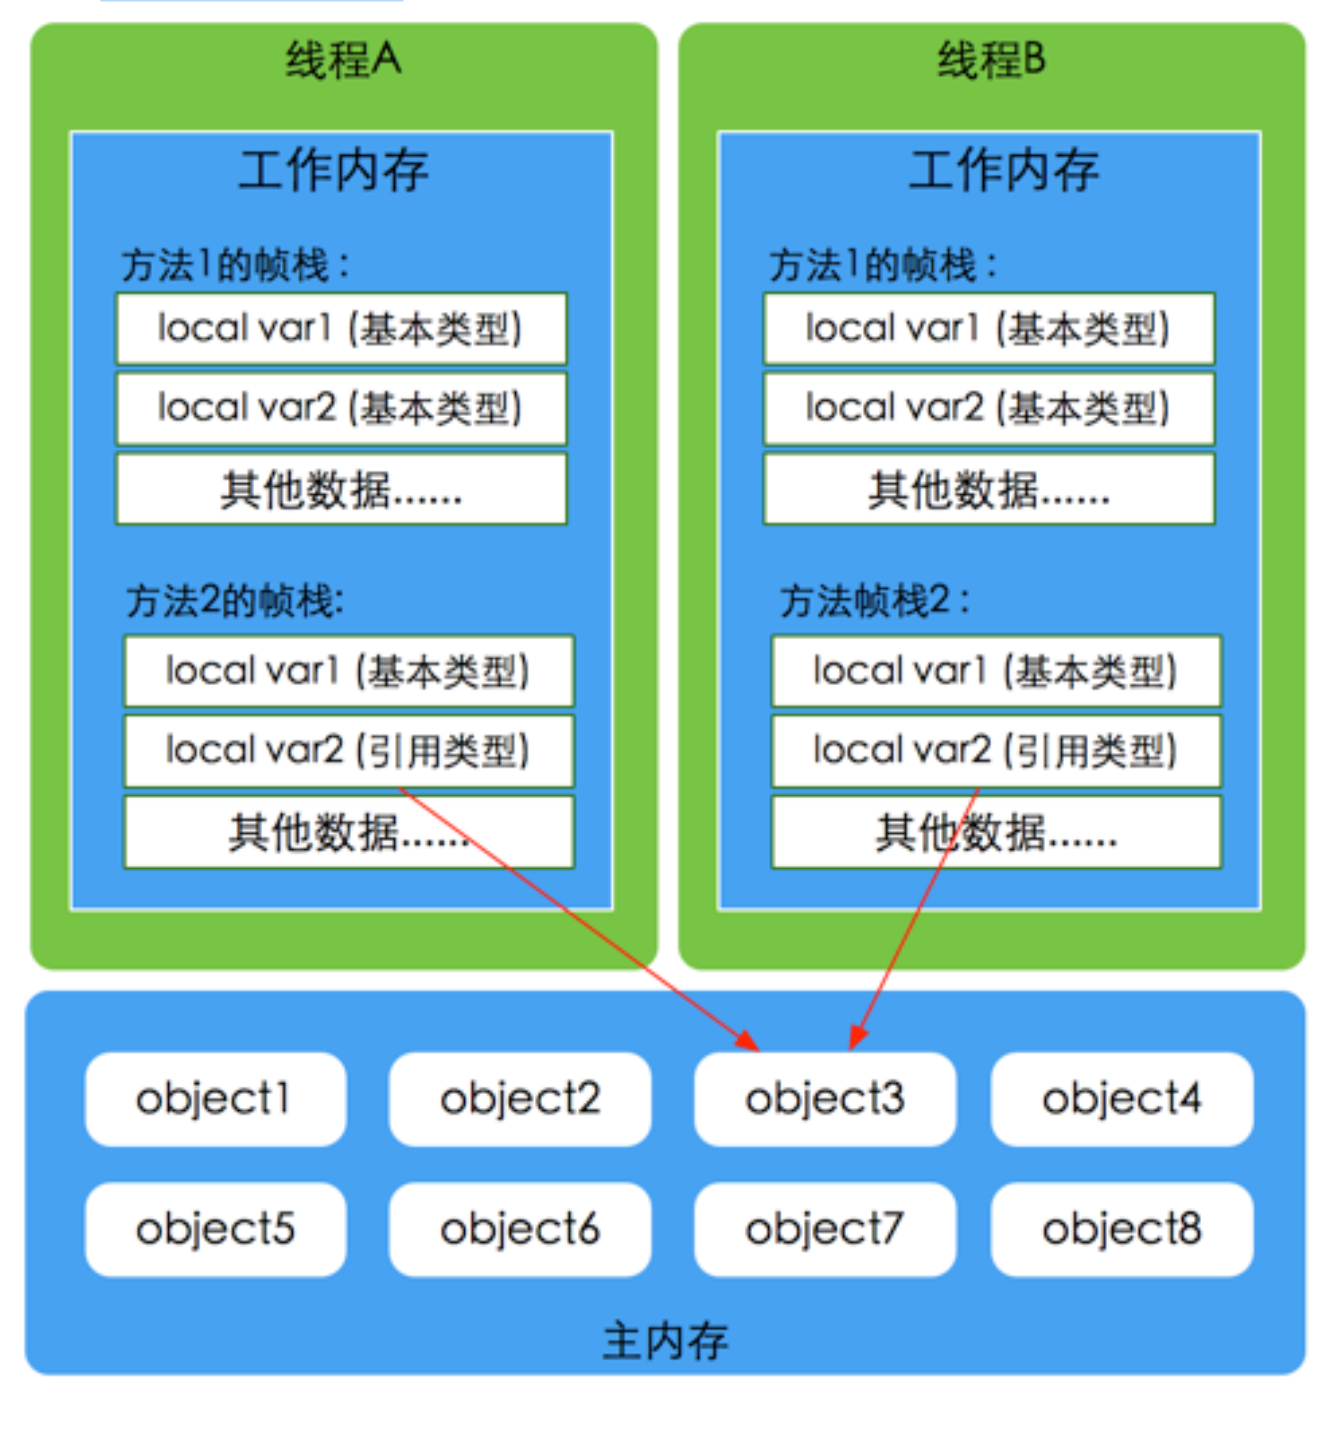 线程A
工作内存
方法1的帧栈：
local var1 (基本类型)
local var2 (基本类型)
其他数据......
方法2的帧栈:
local var1 (基本类型)
local var2 (引用类型)
其他数据......
线程B
工作内存
方法1的帧栈：
local var1 (基本类型)
local var2 (基本类型)
其他数据......
方法帧栈2：
local var1 (基本类型)
local var2 (引用类型)
其他数据......
object1
object2
object3
object4
object5
object6
object7
object8
主内存